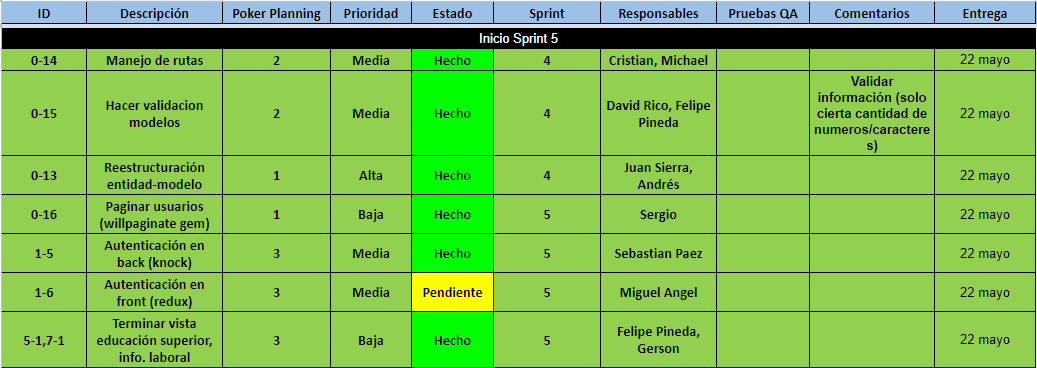 ID Descripción Poker Planning Prioridad Estado Sprint Responsables Pruebas QA Comentarios Entrega
Inicio Sprint 5
0-14 Manejo de rutas 2 Media Hecho 4 Cristian, Michael 22 mayo
0-15 Hacer validacion modelos 2 Media Hecho 4 David Rico, Felipe Pineda Validar información (solo cierta cantidad de numeros/caracteres) 22 mayo
0-13 Reestructuración entidad-modelo 1 Alta Hecho 4 Juan Sierra, Andrés 22 mayo
0-16 Paginar usuarios (willpaginate gem) 1 Baja Hecho 5 Sergio 22 mayo
1-5 Autenticación en back (knock) 3 Media Hecho 5 Sebastian Paez 22 mayo
1-6 Autenticación en front (redux) 3 Media Pendiente 5 Miguel Angel 22 mayo
5-1,7-1 Terminar vista educación superior, info. laboral 3 Baja Hecho 5 Felipe Pineda, Gerson 22 mayo